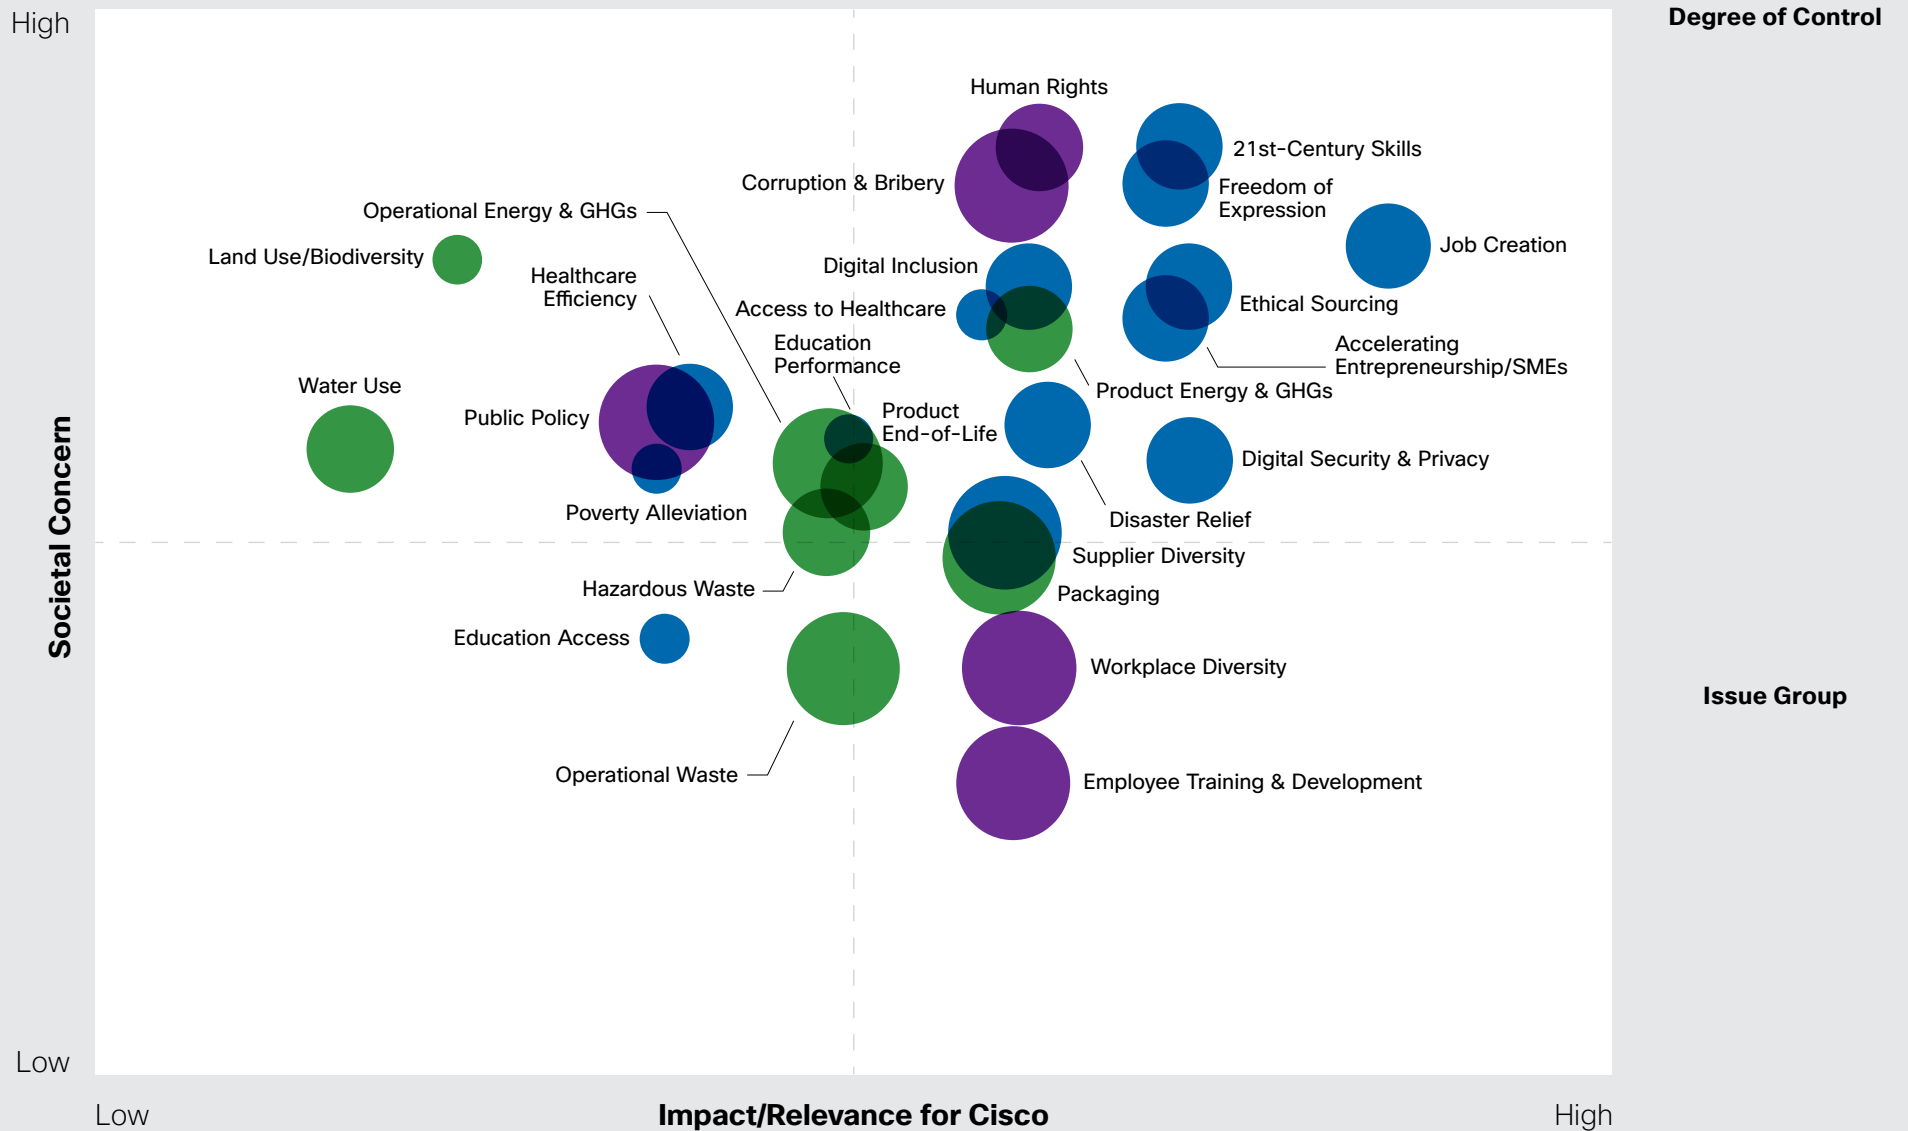 High
Degree of Control
Human Rights
21st-Century Skills
Corruption & Bribery
Freedom of
Expression
Operational Energy & GHGs
Job Creation
Land Use/Biodiversity
Digital Inclusion
Healthcare
Efficiency
Ethical Sourcing
Access to Healthcare
Education
Performance
Accelerating
Entrepreneurship/SMEs
Water Use
Product Energy & GHGs
Public Policy
Product
End-of-Life
Digital Security & Privacy
Poverty Alleviation
Disaster Relief
Societal Concern
Supplier Diversity
Hazardous Waste
Packaging
Education Access
Workplace Diversity
Issue Group
Operational Waste
Employee Training & Development
Low
Low
Impact/Relevance for Cisco
High